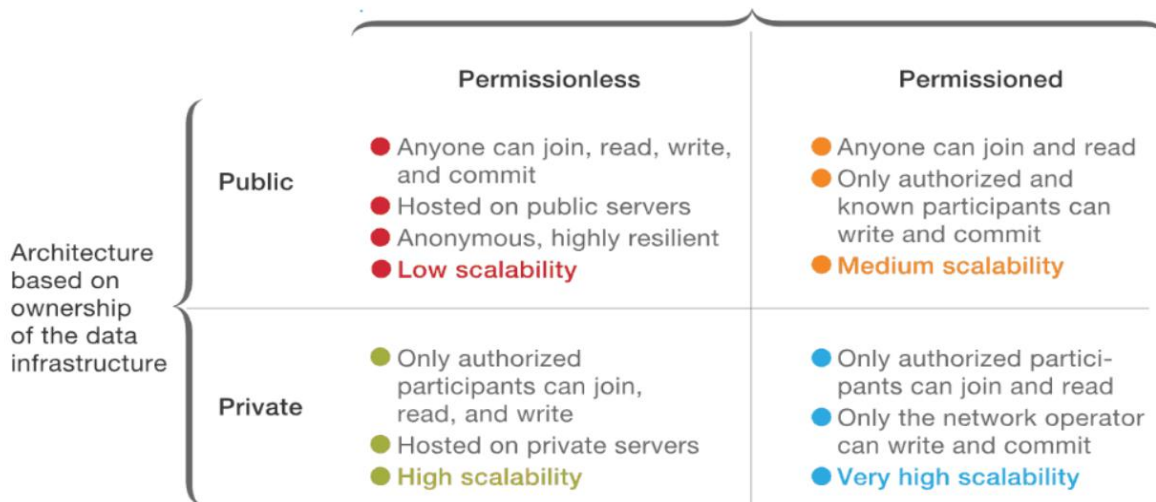 Permissionless
Permissioned
Architecture
based on
ownership
of the data
infrastructure
Public
Anyone can join, read, write,
and commit
Hosted on public servers
Anonymous, highly resilient
Low scalability
Anyone can join and read
Only authorized and
known participants can
write and commit
Medium scalability
Private
Only authorized
participants can join,
read, and write
Hosted on private servers
High scalability
Only authorized partici-
pants can join and read
Only the network operator
can write and commit
Very high scalability